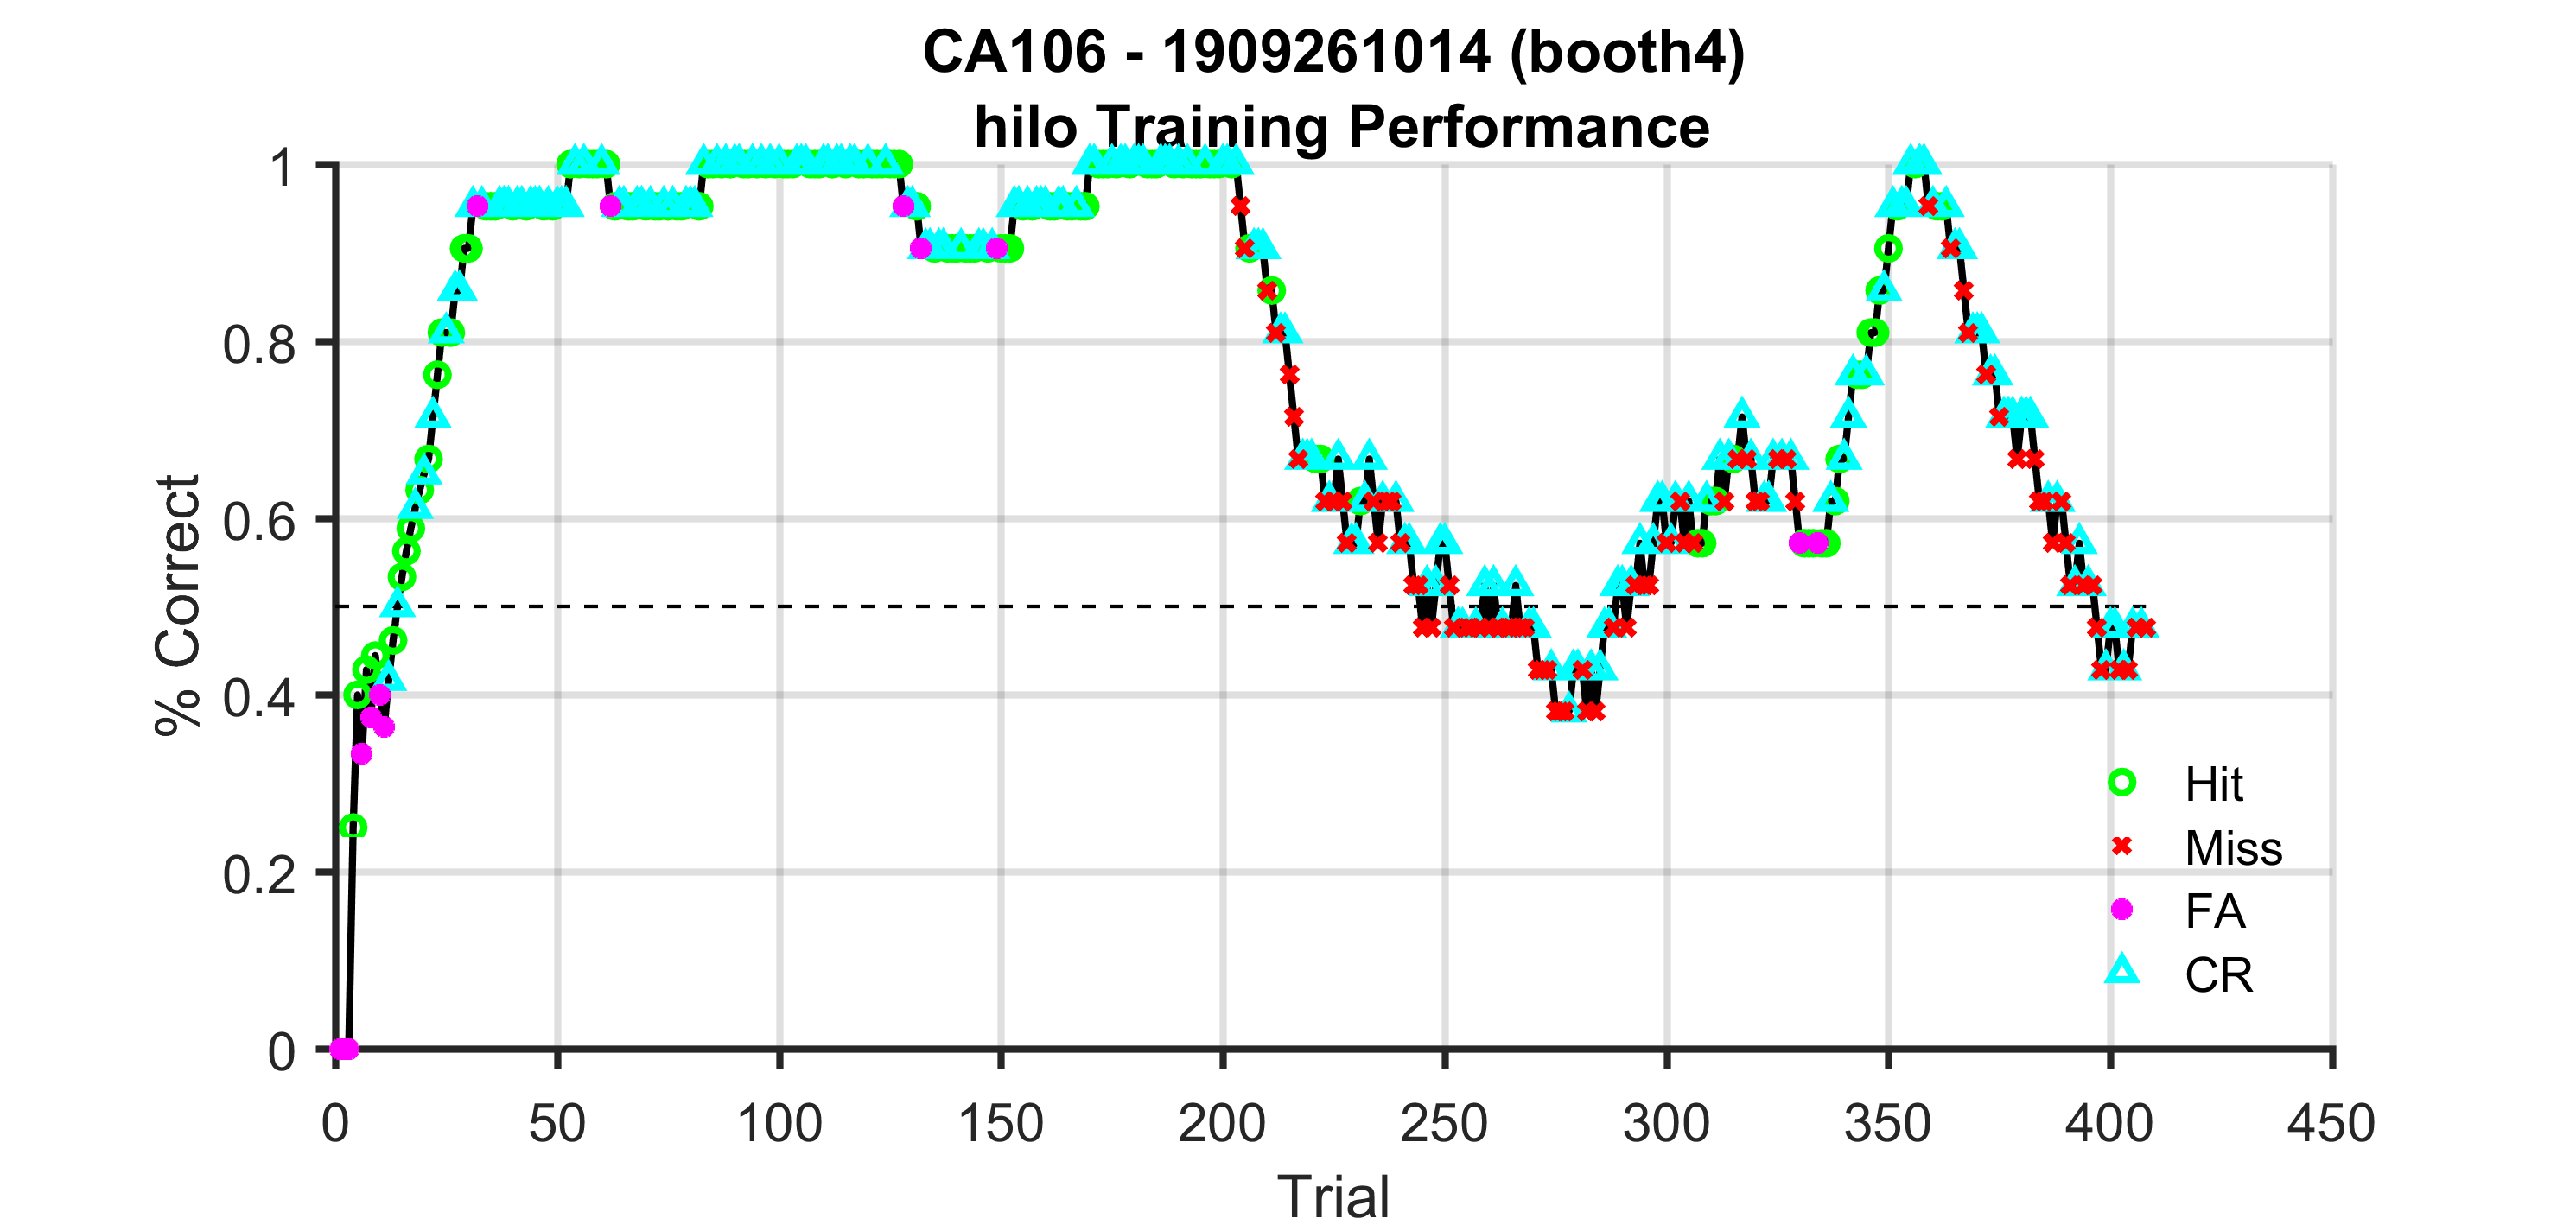 CA106 - 1909261014 (booth4)
hilo Training Performance
% Correct
1
0.8
0.6
0.4
0.2
0
0 50 100 150 200 250 300 350 400 450
Trial
Hit
Miss
FA
CR